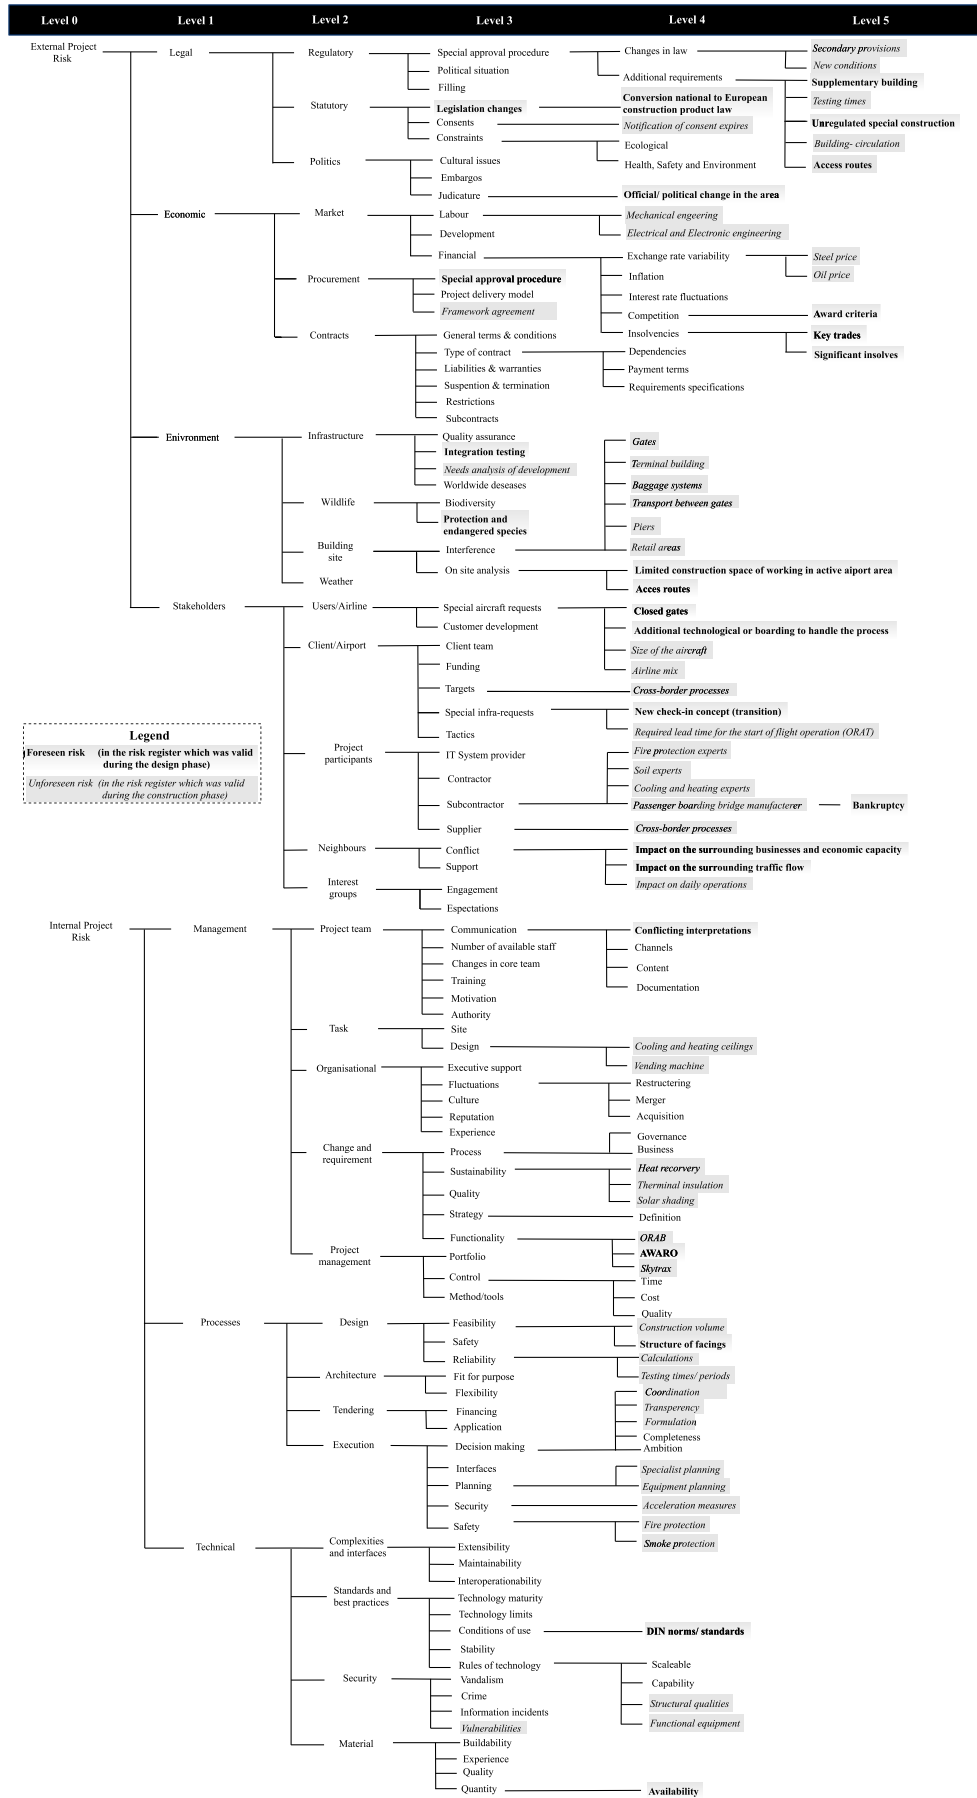 Level 0 Level 1 Level 2 Level 3 Level 4 Level 5
External Project Risk Legal Regulatory Special approval procedure Changes in law Secondary provisions
New conditions
Political situation Additional requirements Supplementary building
Filling Testing times
Statutory Legislation changes Conversion national to European construction product law
Unregulated special construction
Consents Notification of consent expires
Constraints Ecological Building- circulation
Politics Cultural issues Health, Safety and Environment Access routes
Embargos
Judicature Official/ political change in the area
Economic Market Labour Mechanical engeering
Development Electrical and Electronic engineering
Financial Exchange rate variability Steel price
Inflation Oil price
Procurement Special approval procedure
Project delivery model Interest rate fluctuations
Framework agreement Competition Award criteria
Contracts General terms & conditions Insolvencies Key trades
Type of contract Dependencies Significant insolves
Liabilities & warranties Payment terms
Suspention & termination Requirements specifications
Restrictions
Subcontracts
Enivronment Infrastructure Quality assurance Gates
Integration testing
Needs analysis of development Terminal building
Worldwide deseases Baggage systems
Wildlife Biodiversity Transport between gates
Protection and endangered species Piers
Building site Interference Retail areas
On site analysis Limited construction space of working in active aiport area
Weather Acces routes
Stakeholders Users/Airline Special aircraft requests Closed gates
Customer development Additional technological or boarding to handle the process
Client/Airport Client team Size of the aircraft
Funding Airline mix
Targets Cross-border processes
Special infra-requests New check-in concept (transition)
Tactics Required lead time for the start of flight operation (ORAT)
Legend
Foreseen risk (in the risk register which was valid
during the design phase)
Unforeseen risk (in the risk register which was valid
during the construction phase)
Project participants IT System provider Fire protection experts
Contractor Soil experts
Cooling and heating experts
Subcontractor Passenger boarding bridge manufacterer Bankruptcy
Supplier Cross-border processes
Neighbours Conflict Impact on the surrounding businesses and economic capacity
Support Impact on the surrounding traffic flow
Interest groups Engagement Impact on daily operations
Espectations
Internal Project Risk Management Project team Communication Conflicting interpretations
Number of available staff Channels
Changes in core team Content
Training
Motivation Documentation
Authority
Task Site
Design Cooling and heating ceilings
Vending machine
Organisational Executive support
Fluctuations Restructering
Culture Merger
Reputation Acquisition
Experience
Change and requirement Process Governance
Business
Sustainability Heat recorvery
Therminal insulation
Quality Solar shading
Strategy Definition
Functionality ORAB
AWARO
Skytrax
Project management Portfolio
Control Time
Method/tools Cost
Quality
Processes Design Feasibility Construction volume
Safety Structure of facings
Reliability Calculations
Testing times/ periods
Architecture Fit for purpose
Flexibility Coordination
Tendering Financing Transperency
Application Formulation
Completeness
Execution Decision making Ambition
Interfaces Specialist planning
Planning Equipment planning
Security Acceleration measures
Safety Fire protection
Smoke protection
Technical Complexities and interfaces Extensibility
Maintainability
Interoperationability
Standards and best practices Technology maturity
Technology limits
Conditions of use DIN norms/ standards
Stability
Rules of technology Scaleable
Security Vandalism Capability
Crime
Information incidents Structural qualities
Vulnerabilities Functional equipment
Material Buildability
Experience
Quality
Quantity Availability